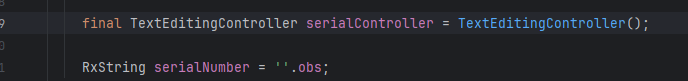 9
final TextEditingController serialController = TextEditingController();
RxString serialNumber = ''.obs;